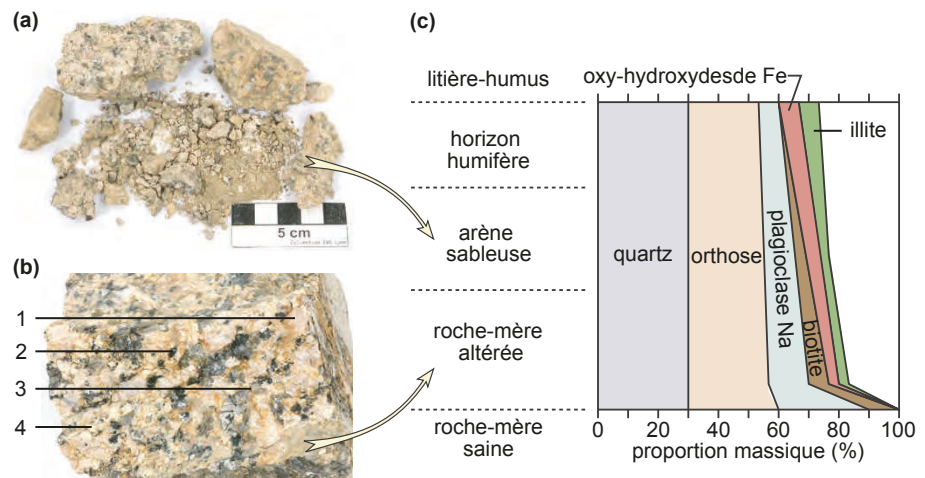 (a)
5 cm
(b)
1
2
3
4
(c)
litière-humus
horizon
humifère
arène
sableuse
roche-mère
altérée
roche-mère
saine
oxy-hydroxydesde Fe
illite
quartz
orthose
plagioclase Na
biotite
0 20 40 60 80 100
proportion massique (%)